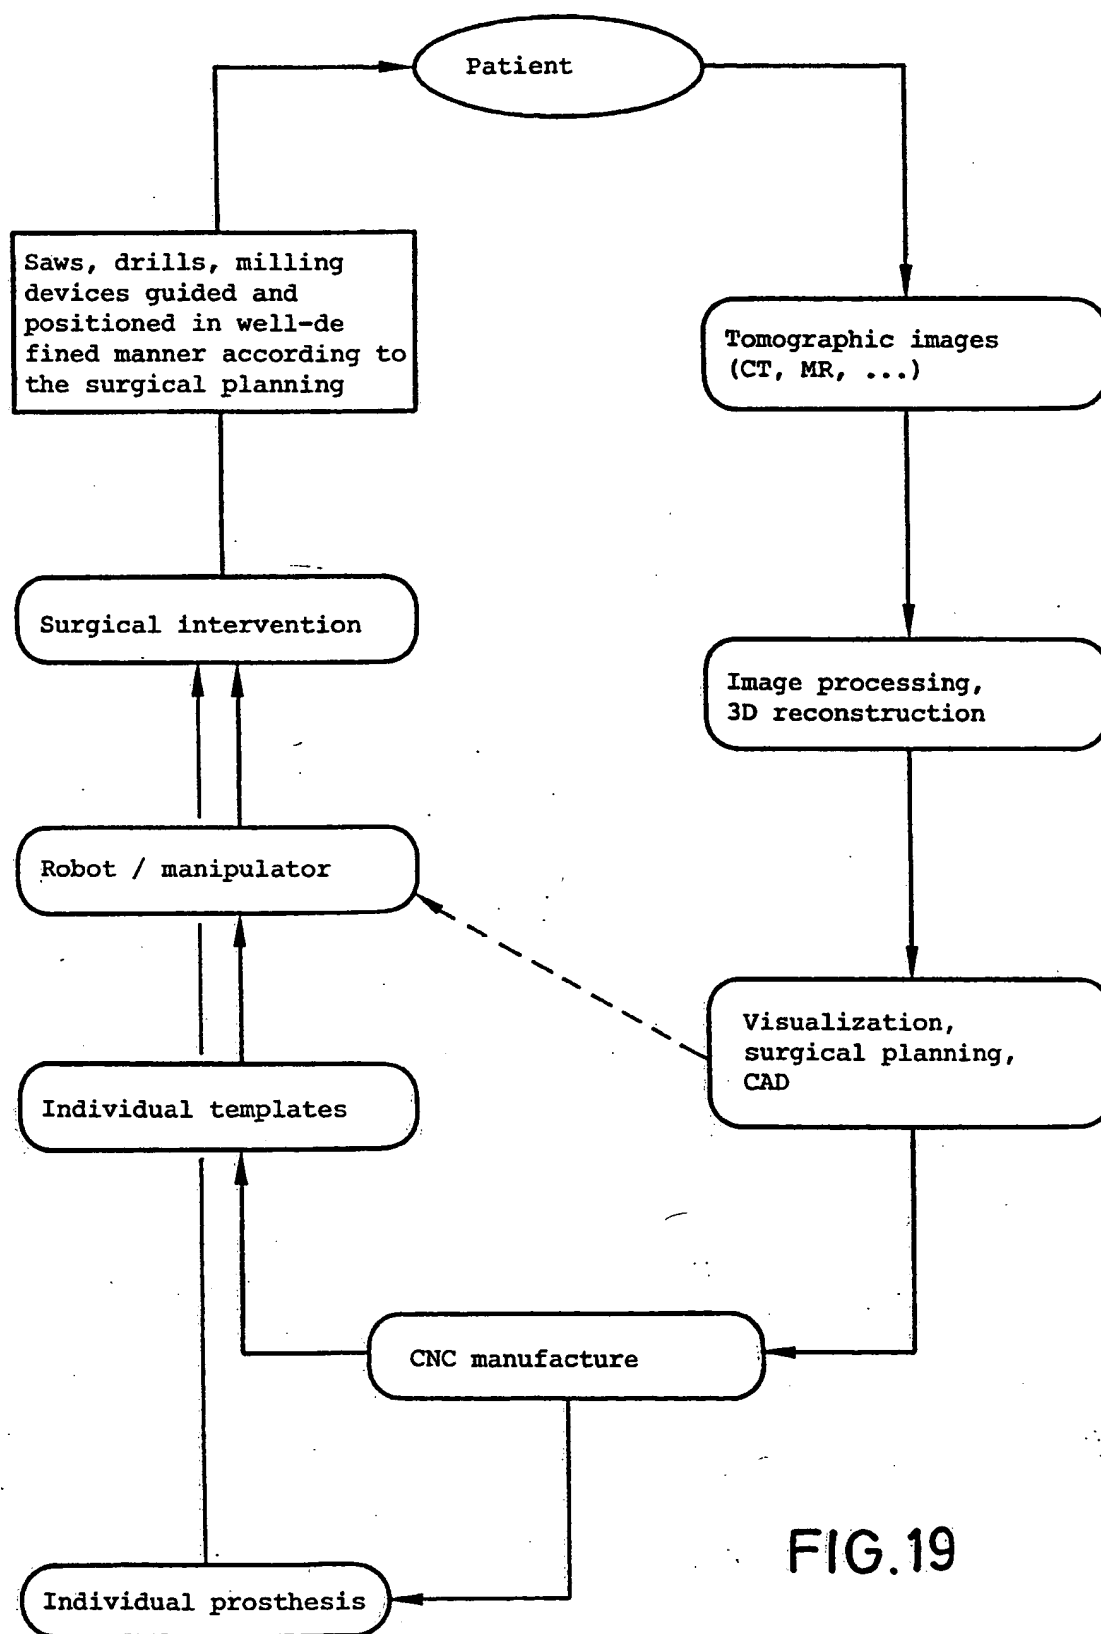 Patient
Saws, drills, milling
devices guided and
positioned in well-de
fined manner according to
the surgical planning
Tomographic images
(CT, MR, ...)
Surgical intervention
Image processing,
3D reconstruction
Robot / manipulator
Visualization,
surgical planning,
CAD
Individual templates
CNC manufacture
Individual prosthesis
FIG.19